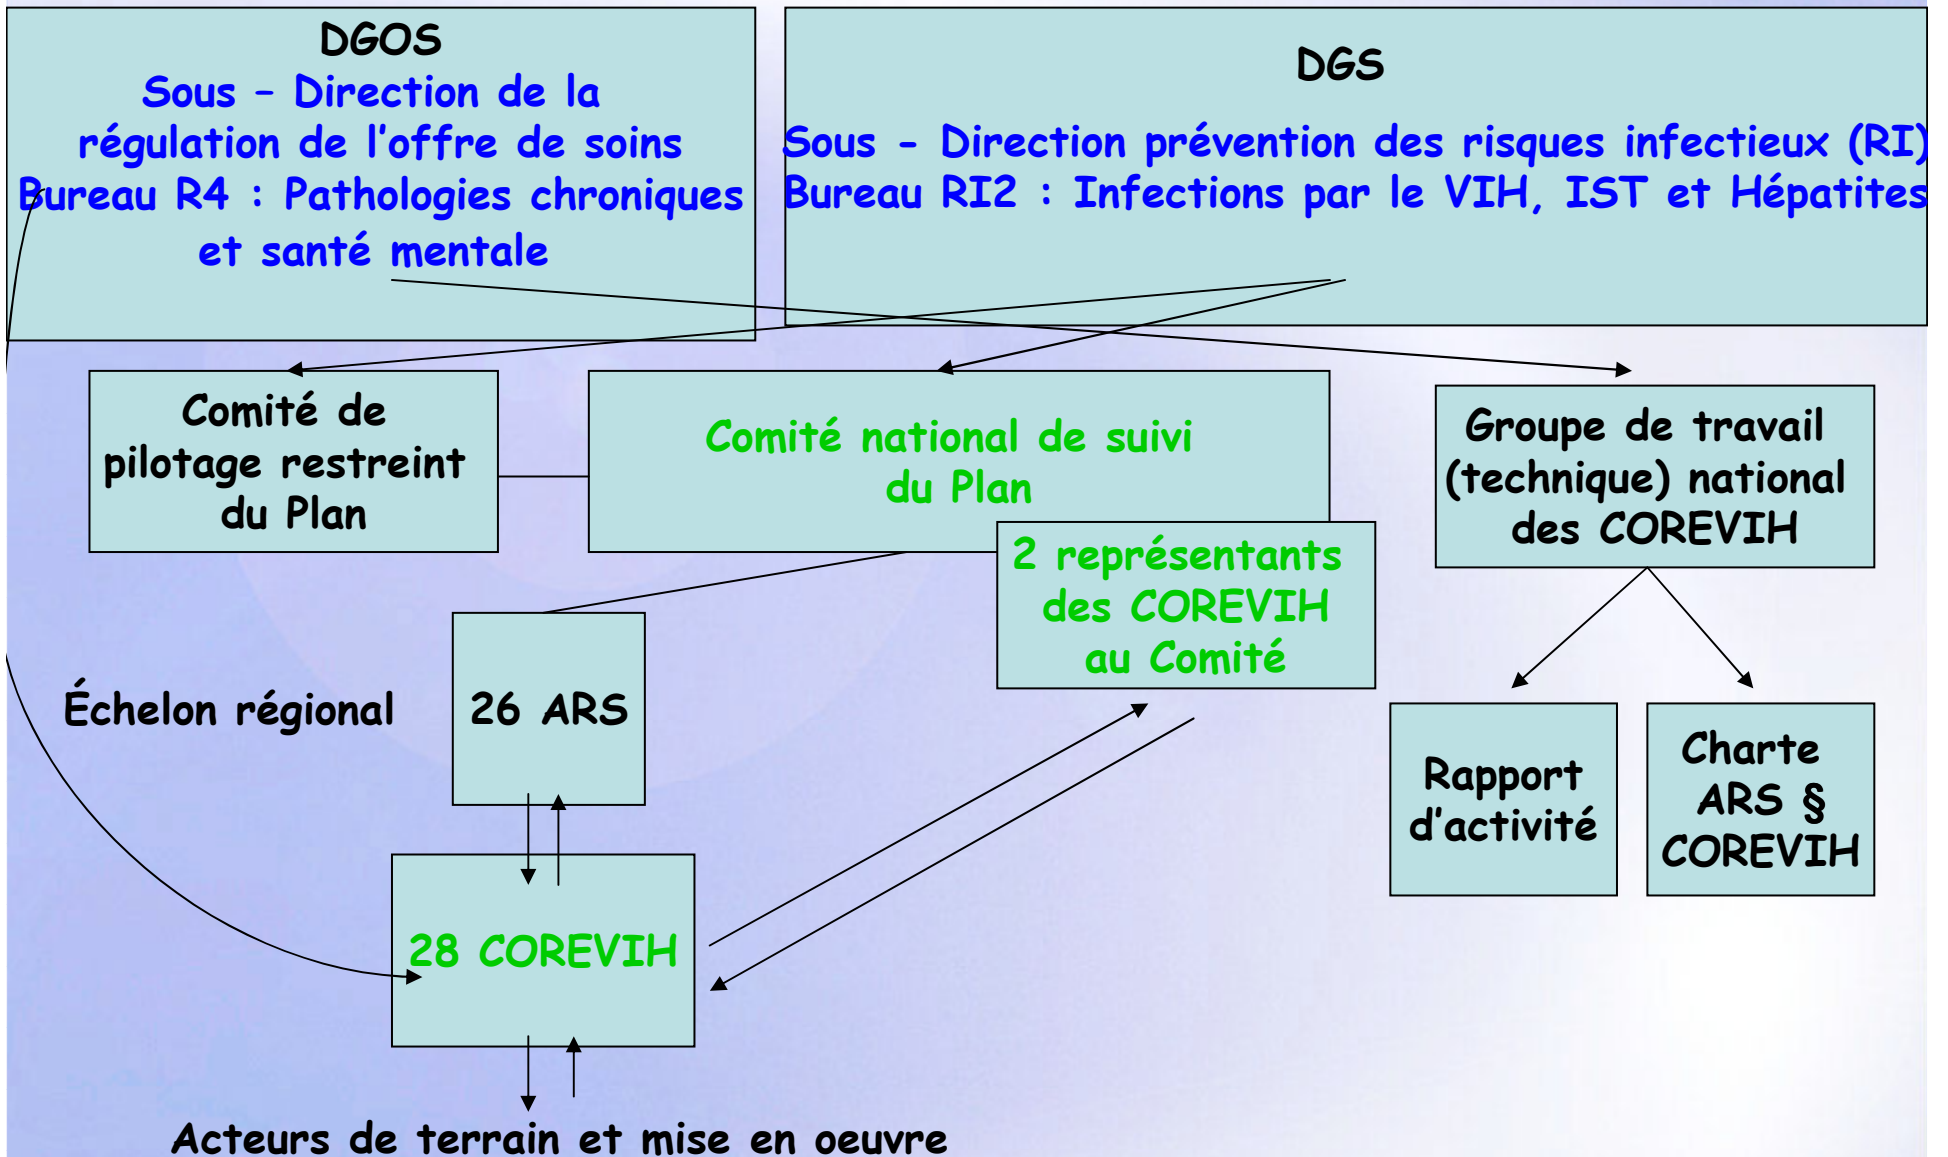 DGOS
Sous – Direction de la
régulation de l'offre de soins
Bureau R4 : Pathologies chroniques
et santé mentale
DGS
Sous - Direction prévention des risques infectieux (RI)
Bureau RI2 : Infections par le VIH, IST et Hépatites
Comité de
pilotage restreint
du Plan
Comité national de suivi
du Plan
Groupe de travail
(technique) national
des COREVIH
2 représentants
des COREVIH
au Comité
Échelon régional
26 ARS
Rapport
d'activité
Charte
ARS §
COREVIH
28 COREVIH
Acteurs de terrain et mise en oeuvre